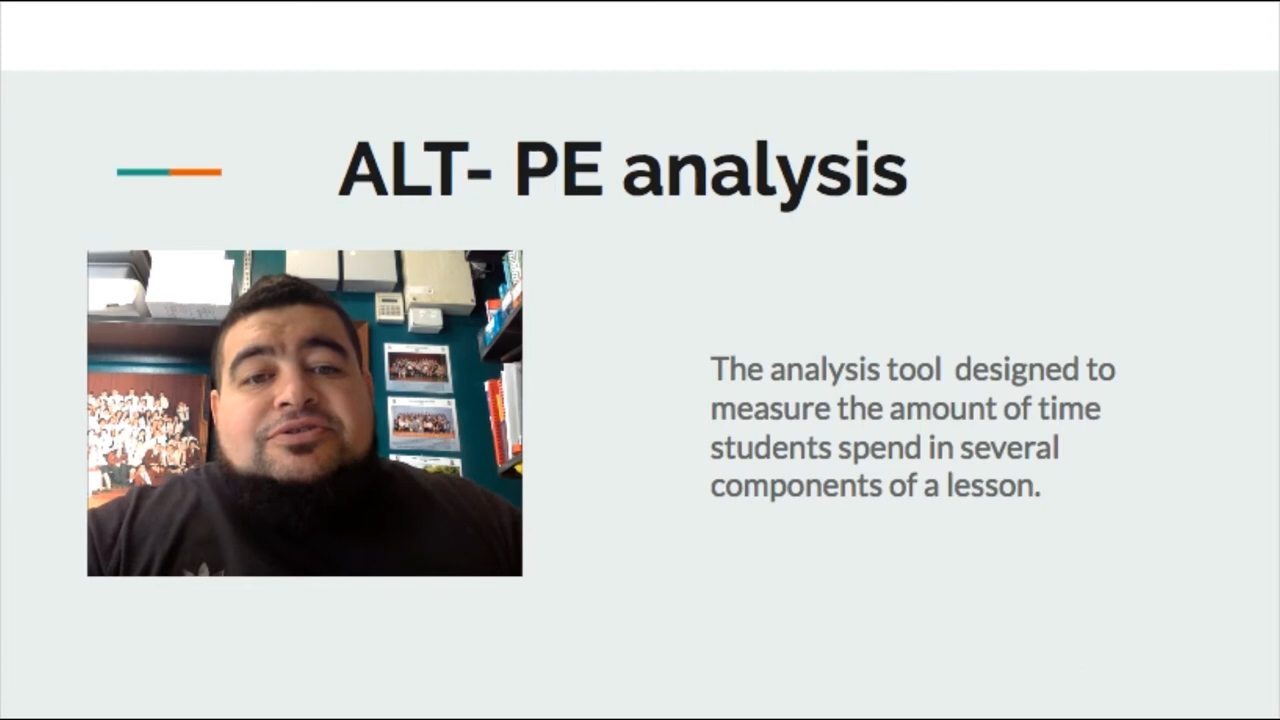 ALT- PE analysis
The analysis tool  designed to
measure the amount of time
students spend in several
components of a lesson.